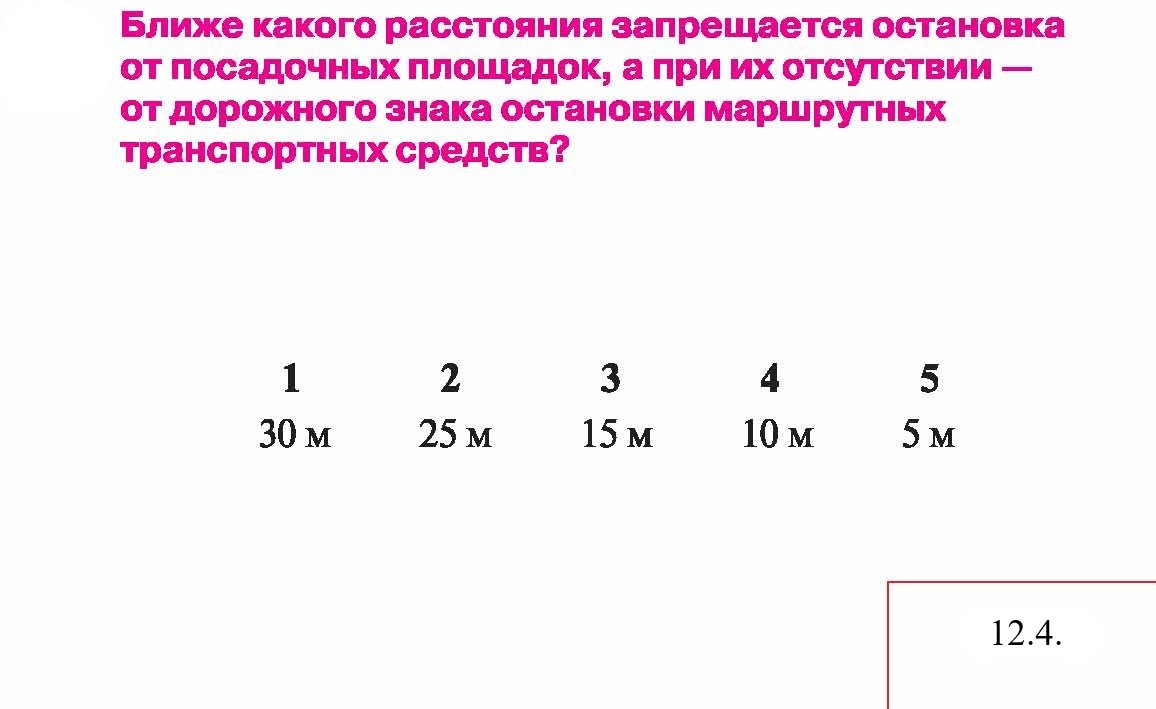 Ближе какого расстояния запрещается остановка
от посадочных площадок, а при их отсутствии —
от дорожного знака остановки маршрутных
транспортных средств?
1 2 3 4 5
30 м 25 м 15 м 10 м 5 м
12.4.